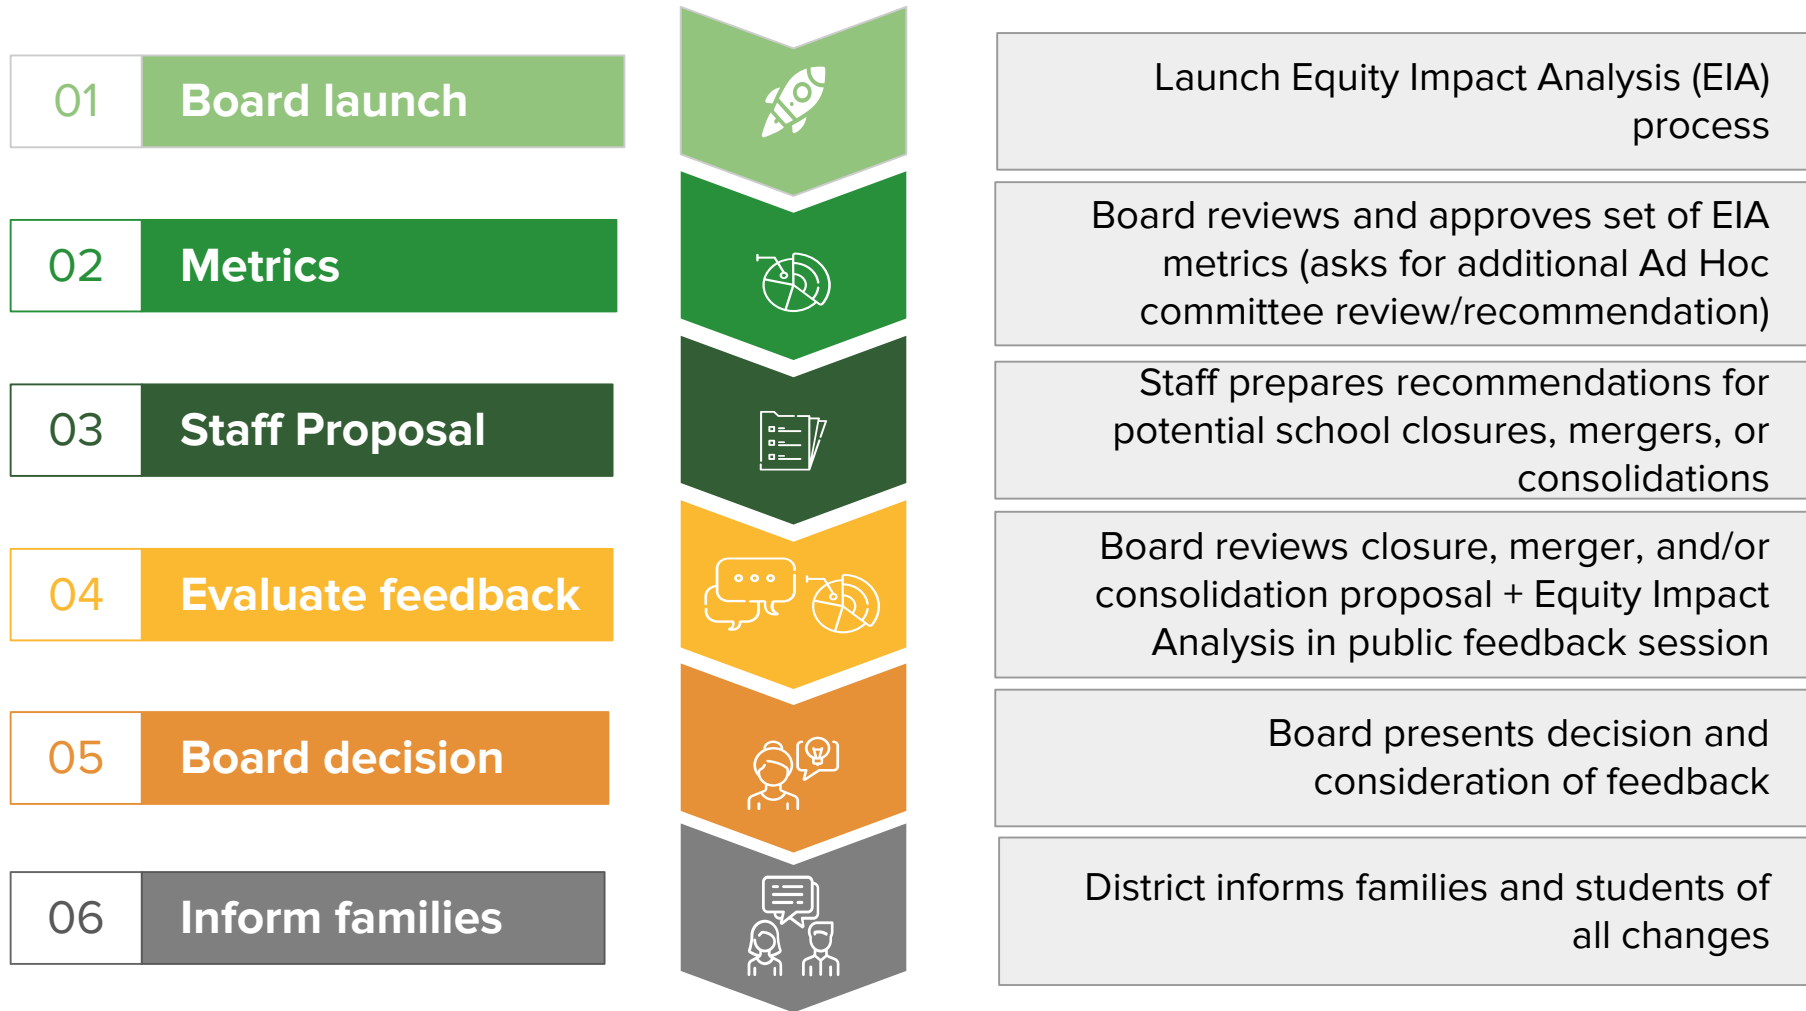 01
Board launch
Launch Equity Impact Analysis (EIA)
process
02
Metrics
Board reviews and approves set of EIA
metrics (asks for additional Ad Hoc
committee review/recommendation)
03
Staff Proposal
Staff prepares recommendations for
potential school closures, mergers, or
consolidations
04
Evaluate feedback
Board reviews closure, merger, and/or
consolidation proposal + Equity Impact
Analysis in public feedback session
05
Board decision
Board presents decision and
consideration of feedback
06
Inform families
District informs families and students of
all changes